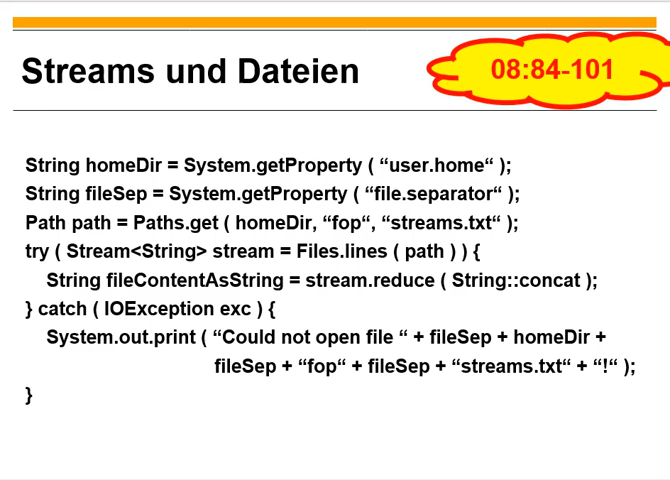 Streams und Dateien
08:84-101
String homeDir = System.getProperty ( “user.home“ );
String fileSep = System.getProperty ( “file.separator“ );
Path path = Paths.get ( homeDir, “fop“, “streams.txt“ );
try ( Stream<String> stream = Files.lines ( path ) ) {
String fileContentAsString = stream.reduce ( String::concat );
} catch ( IOException exc ) {
System.out.print ( “Could not open file “ + fileSep + homeDir +
fileSep + “fop“ + fileSep + “streams.txt“ + “!“ );
}